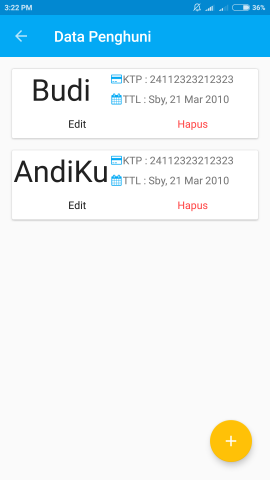 3:22 PM 36%
Data Penghuni
Budi
KTP : 24112323212323
TTL : Sby, 21 Mar 2010
Edit Hapus
AndiKu
KTP : 24112323212323
TTL : Sby, 21 Mar 2010
Edit Hapus
+